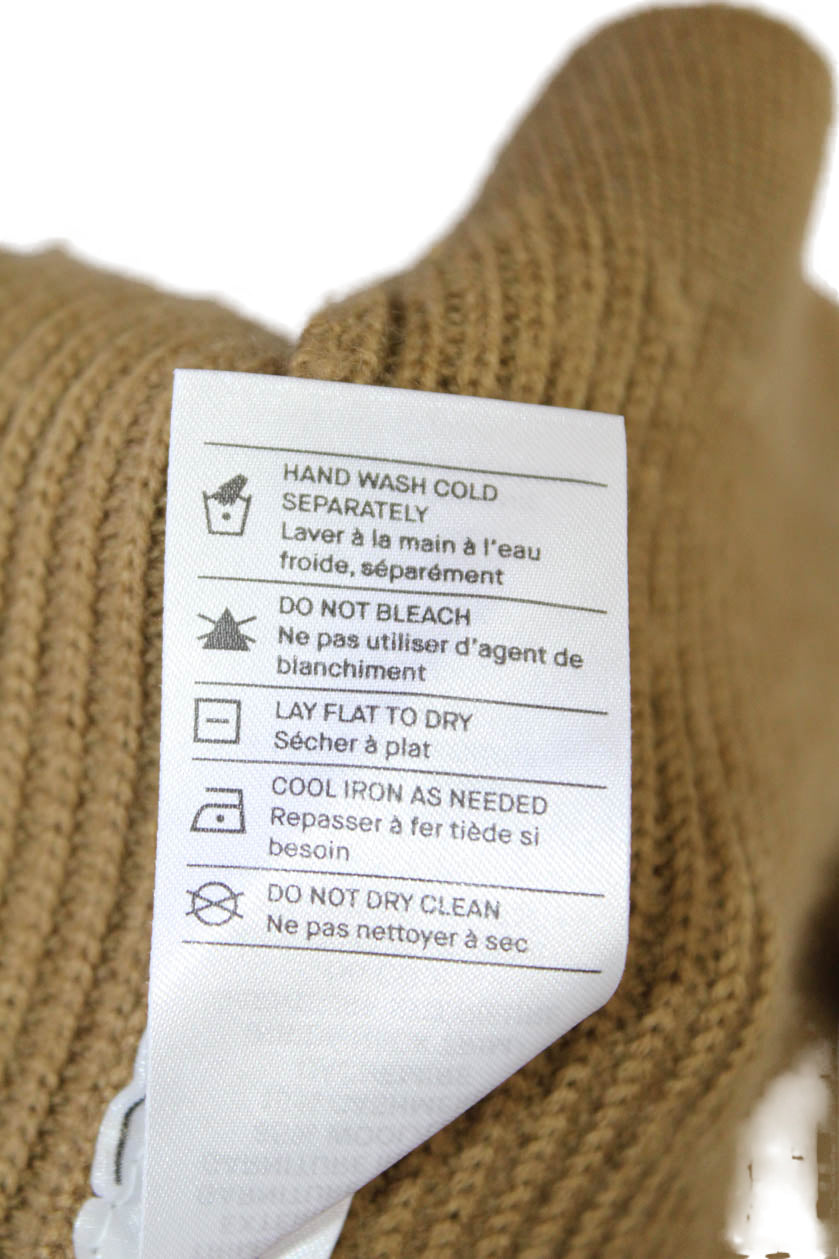 HAND WASH COLD
SEPARATELY
Laver à la main à l'eau
froide, séparément
DO NOT BLEACH
Ne pas utiliser d'agent de
blanchiment
LAY FLAT TO DRY
Sécher à plat
COOL IRON AS NEEDED
Repasser à fer tiède si
besoin
DO NOT DRY CLEAN
Ne pas nettoyer à sec